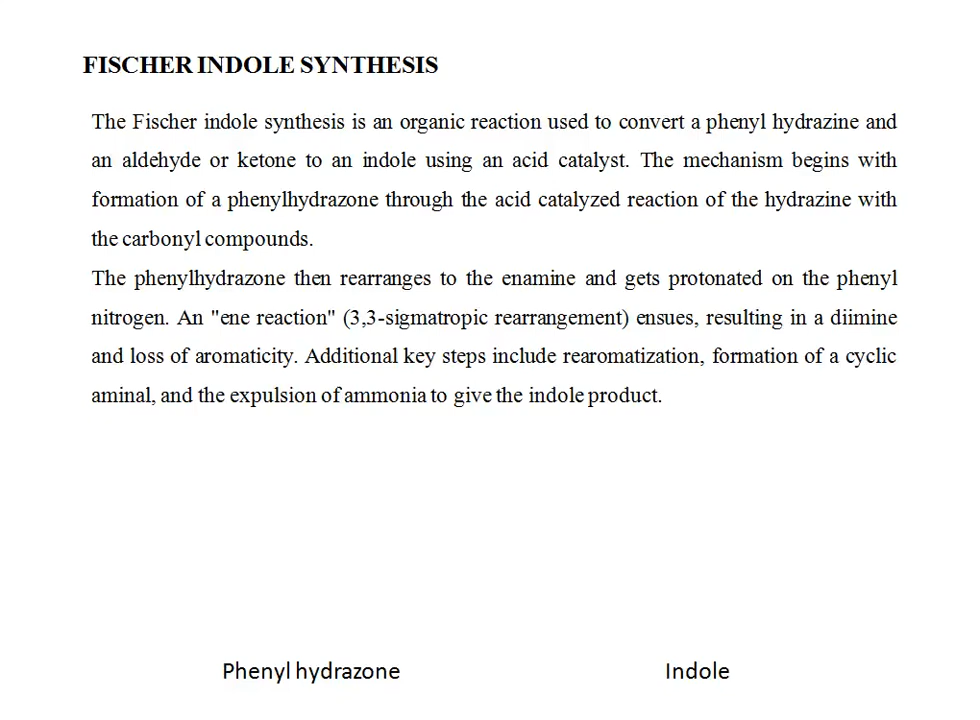 FISCHER INDOLE SYNTHESIS
The Fischer indole synthesis is an organic reaction used to convert a phenyl hydrazine and
an aldehyde or ketone to an indole using an acid catalyst. The mechanism begins with
formation of a phenylhydrazone through the acid catalyzed reaction of the hydrazine with
the carbonyl compounds.
The phenylhydrazone then rearranges to the enamine and gets protonated on the phenyl
nitrogen. An "ene reaction" (3,3-sigmatropic rearrangement) ensues, resulting in a diimine
and loss of aromaticity. Additional key steps include rearomatization, formation of a cyclic
aminal, and the expulsion of ammonia to give the indole product.
Phenyl hydrazone
Indole